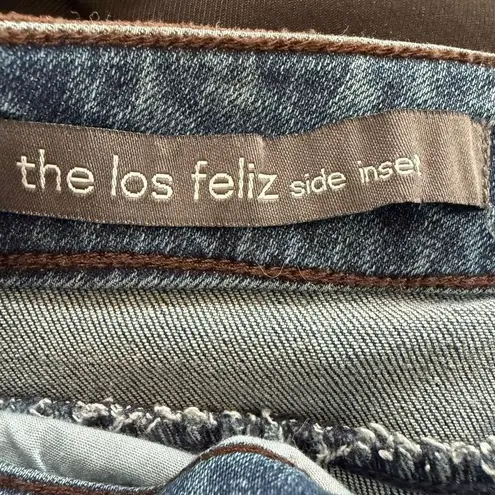 the los feliz side inset